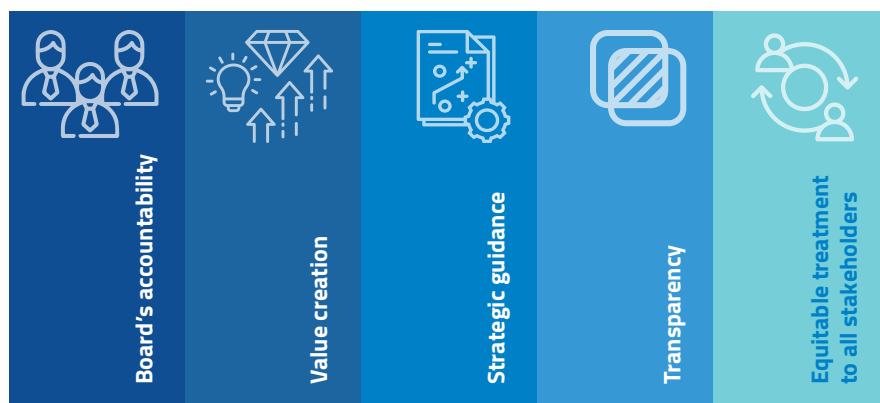 Board's accountability
Value creation
Strategic guidance
Transparency
Equitable treatment
to all stakeholders